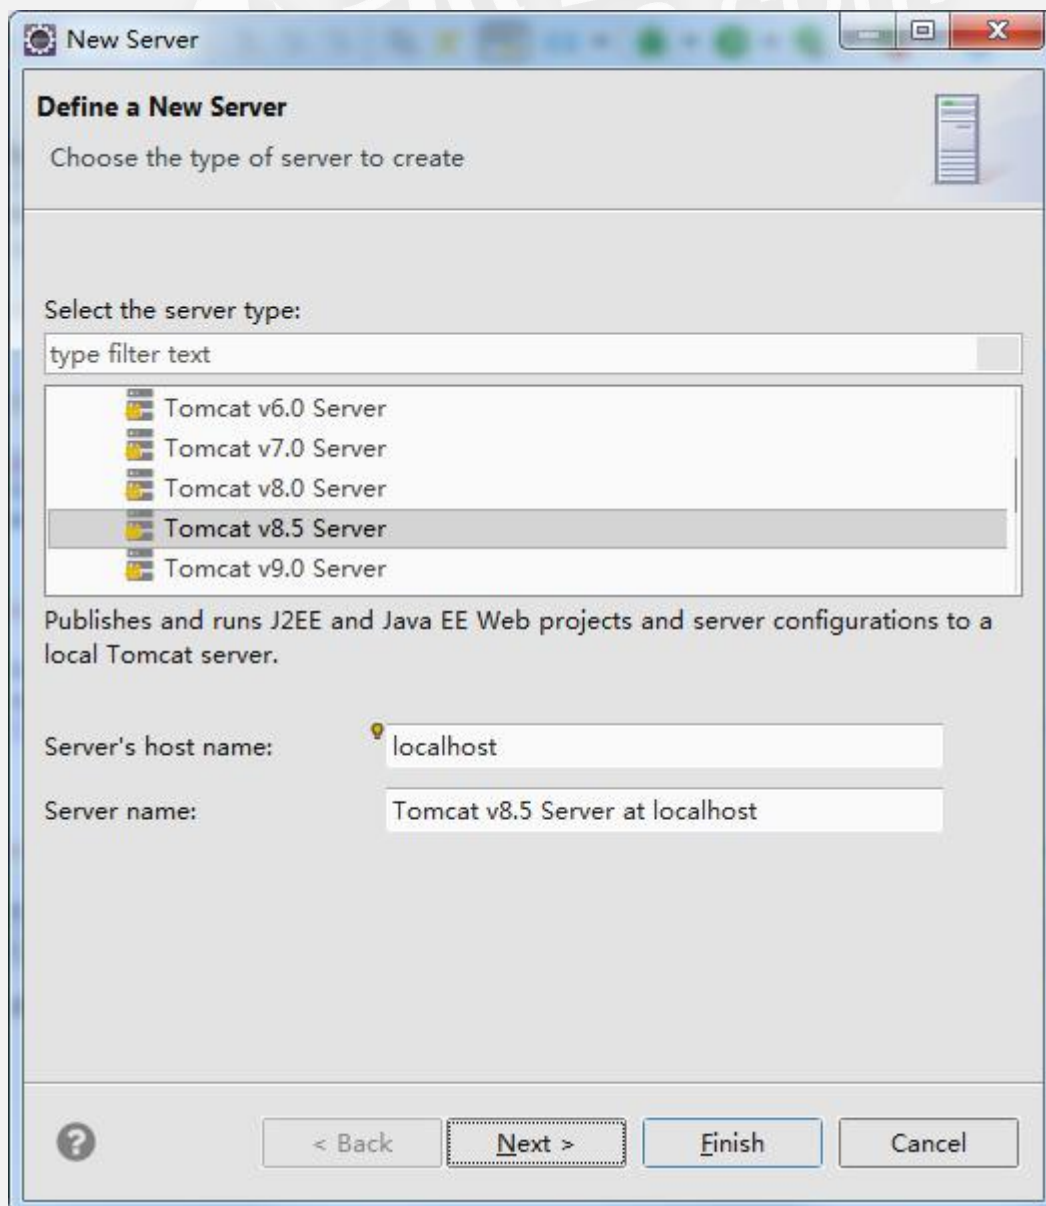 New Server
Define a New Server
Choose the type of server to create
Select the server type:
type filter text
Tomcat v6.0 Server
Tomcat v7.0 Server
Tomcat v8.0 Server
Tomcat v8.5 Server
Tomcat v9.0 Server
Publishes and runs J2EE and Java EE Web projects and server configurations to a
local Tomcat server.
Server's host name: localhost
Server name: Tomcat v8.5 Server at localhost
< Back Next > Finish Cancel